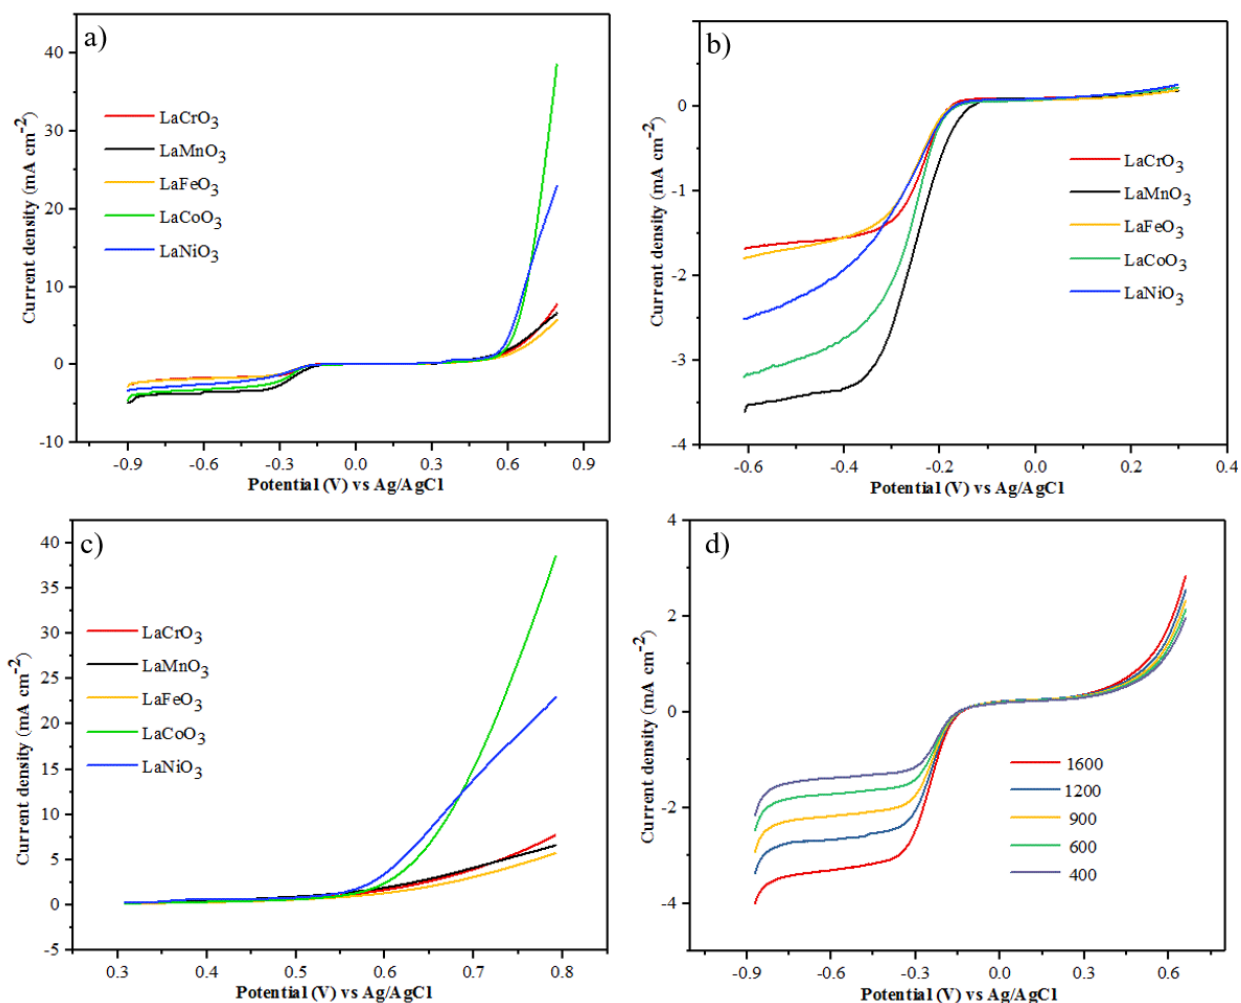 a)
Current density (mA cm-2)
40
30
20
10
0
-10
LaCrO3
LaMnO3
LaFeO3
LaCoO3
LaNiO3
-0.9 -0.6 -0.3 0.0 0.3 0.6 0.9
Potential (V) vs Ag/AgCl
b)
Current density (mA cm-2)
0
-1
-2
-3
-4
LaCrO3
LaMnO3
LaFeO3
LaCoO3
LaNiO3
-0.6 -0.4 -0.2 0.0 0.2 0.4
Potential (V) vs Ag/AgCl
c)
Current density (mA cm-2)
40
35
30
25
20
15
10
5
0
-5
LaCrO3
LaMnO3
LaFeO3
LaCoO3
LaNiO3
0.3 0.4 0.5 0.6 0.7 0.8
Potential (V) vs Ag/AgCl
d)
Current density (mA cm-2)
4
2
0
-2
-4
1600
1200
900
600
400
-0.9 -0.6 -0.3 0.0 0.3 0.6
Potential (V) vs Ag/AgCl